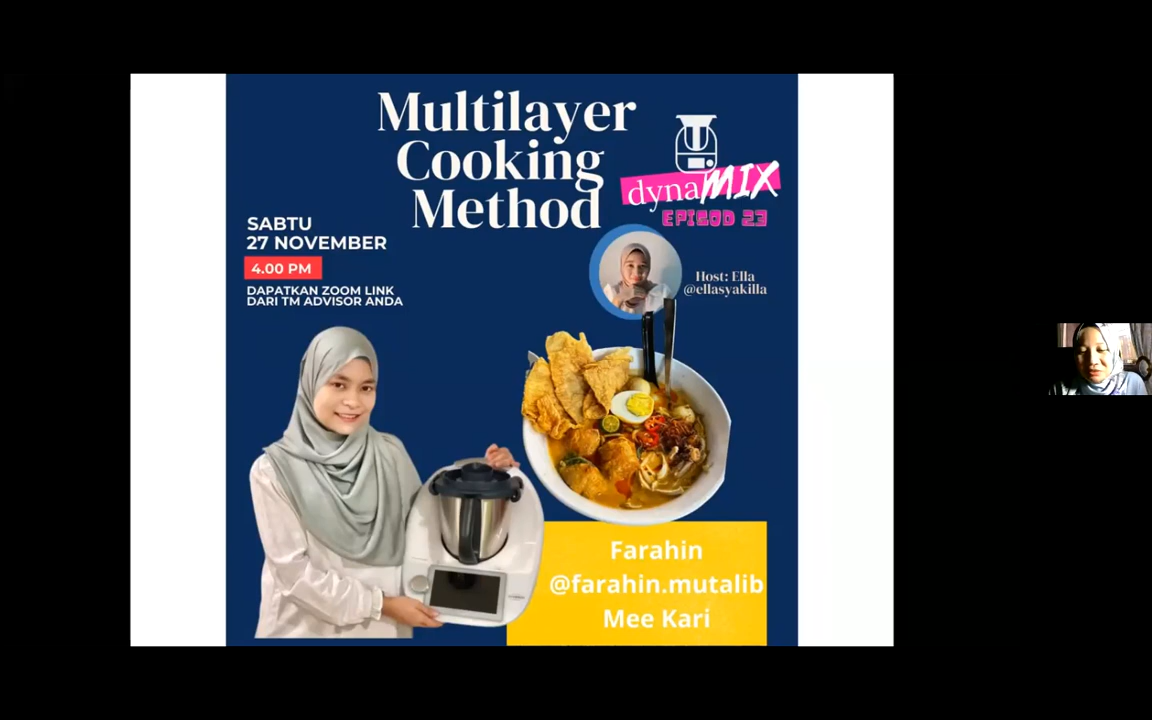 Multilayer
Cooking
Method
dynaMIX
EPISOD 23
SABTU
27 NOVEMBER
4.00 PM
DAPATKAN ZOOM LINK
DARI TM ADVISOR ANDA
Host: Ella
@ellasyakilla
Farahin
@farahin.mutalib
Mee Kari